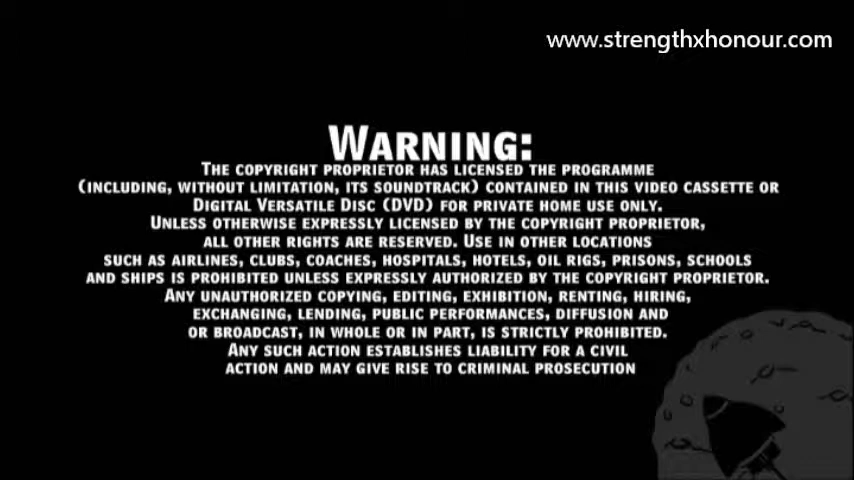 www.strengthxhonour.com
WARNING:
THE COPYRIGHT PROPRIETOR HAS LICENSED THE PROGRAMME
(INCLUDING, WITHOUT LIMITATION, ITS SOUNDTRACK) CONTAINED IN THIS VIDEO CASSETTE OR
DIGITAL VERSATILE DISC (DVD) FOR PRIVATE HOME USE ONLY.
UNLESS OTHERWISE EXPRESSLY LICENSED BY THE COPYRIGHT PROPRIETOR,
ALL OTHER RIGHTS ARE RESERVED. USE IN OTHER LOCATIONS
SUCH AS AIRLINES, CLUBS, COACHES, HOSPITALS, HOTELS, OIL RIGS, PRISONS, SCHOOLS
AND SHIPS IS PROHIBITED UNLESS EXPRESSLY AUTHORIZED BY THE COPYRIGHT PROPRIETOR.
ANY UNAUTHORIZED COPYING, EDITING, EXHIBITION, RENTING, HIRING,
EXCHANGING, LENDING, PUBLIC PERFORMANCES, DIFFUSION AND
OR BROADCAST, IN WHOLE OR IN PART, IS STRICTLY PROHIBITED.
ANY SUCH ACTION ESTABLISHES LIABILITY FOR A CIVIL
ACTION AND MAY GIVE RISE TO CRIMINAL PROSECUTION